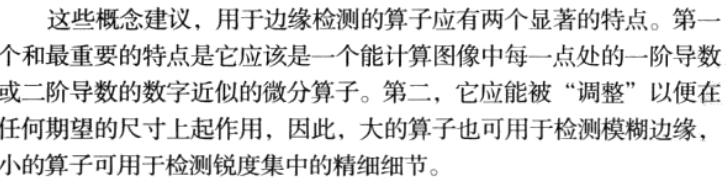 这些概念建议，用于边缘检测的算子应有两个显著的特点。第一
个和最重要的特点是它应该是一个能计算图像中每一点处的一阶导数
或二阶导数的数字近似的微分算子。第二，它应能被“调整”以便在
任何期望的尺寸上起作用，因此，大的算子也可用于检测模糊边缘，
小的算子可用于检测锐度集中的精细细节。